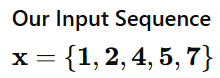 Our Input Sequence
x = {1, 2, 4, 5, 7}